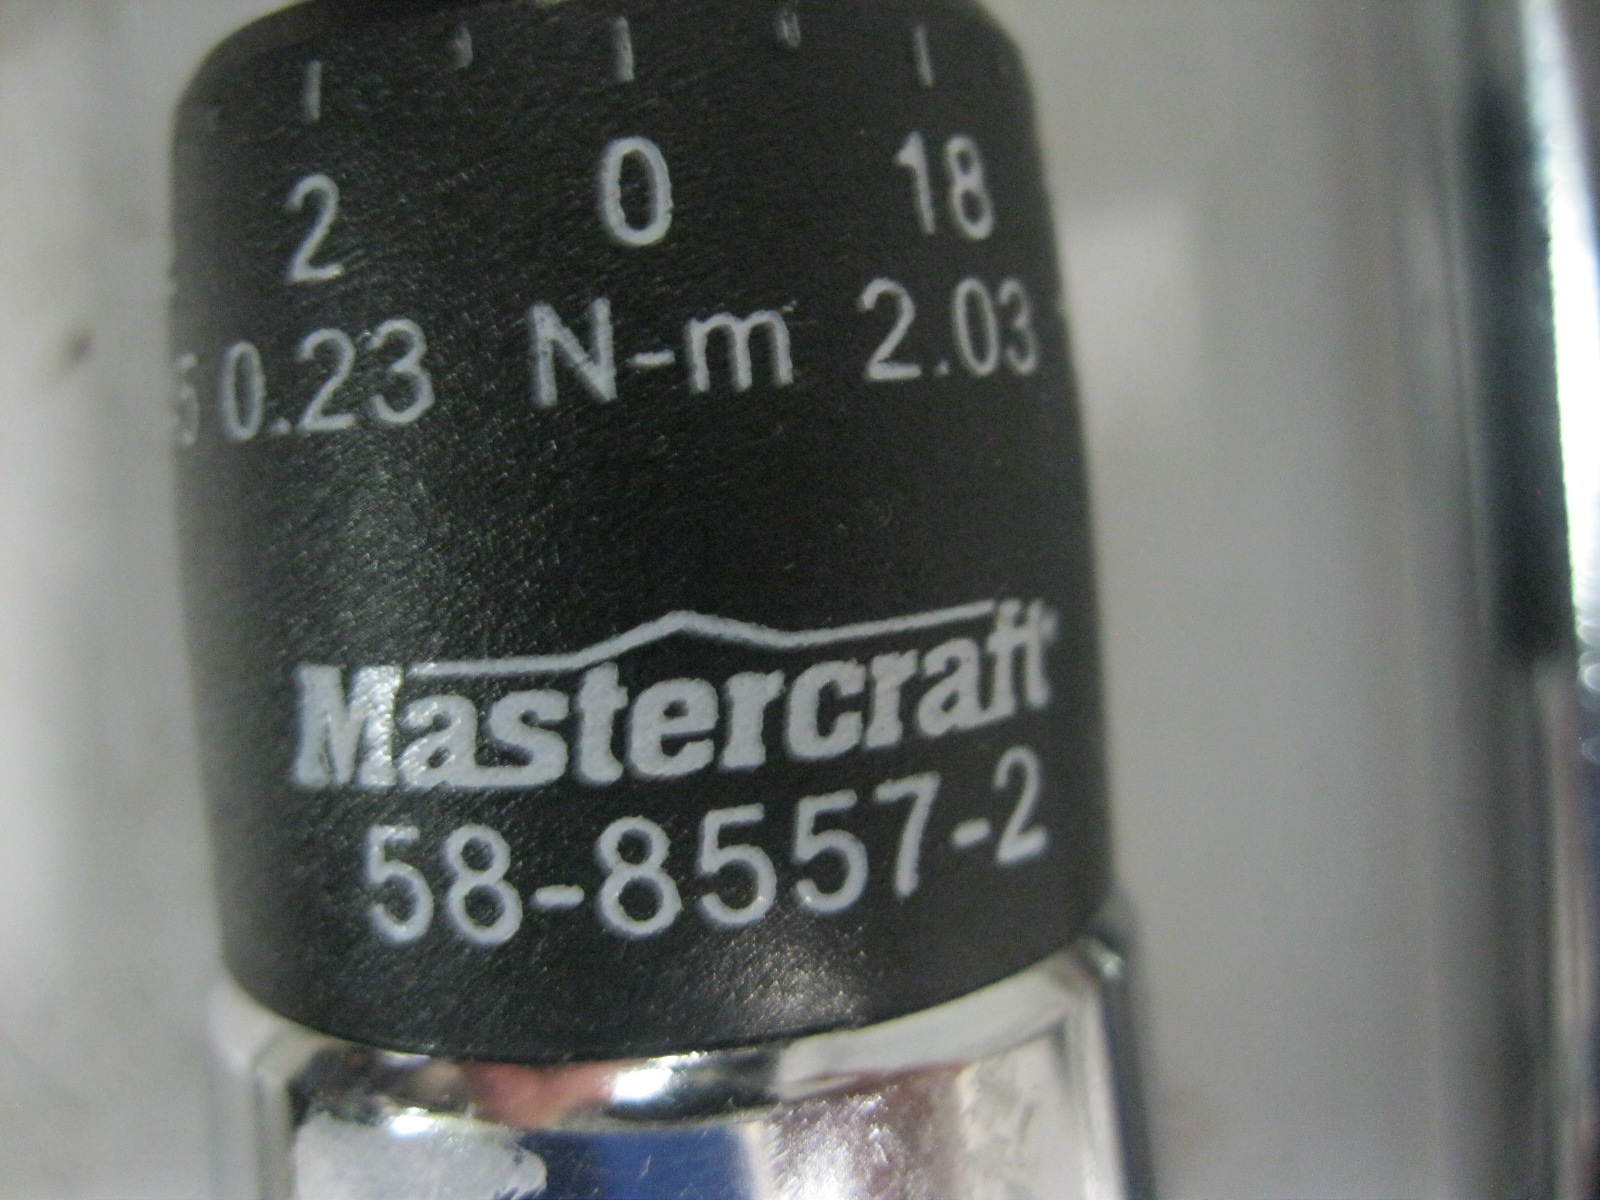 2 0 18
0.23 N-m 2.03
Mastercraft
58-8557-2